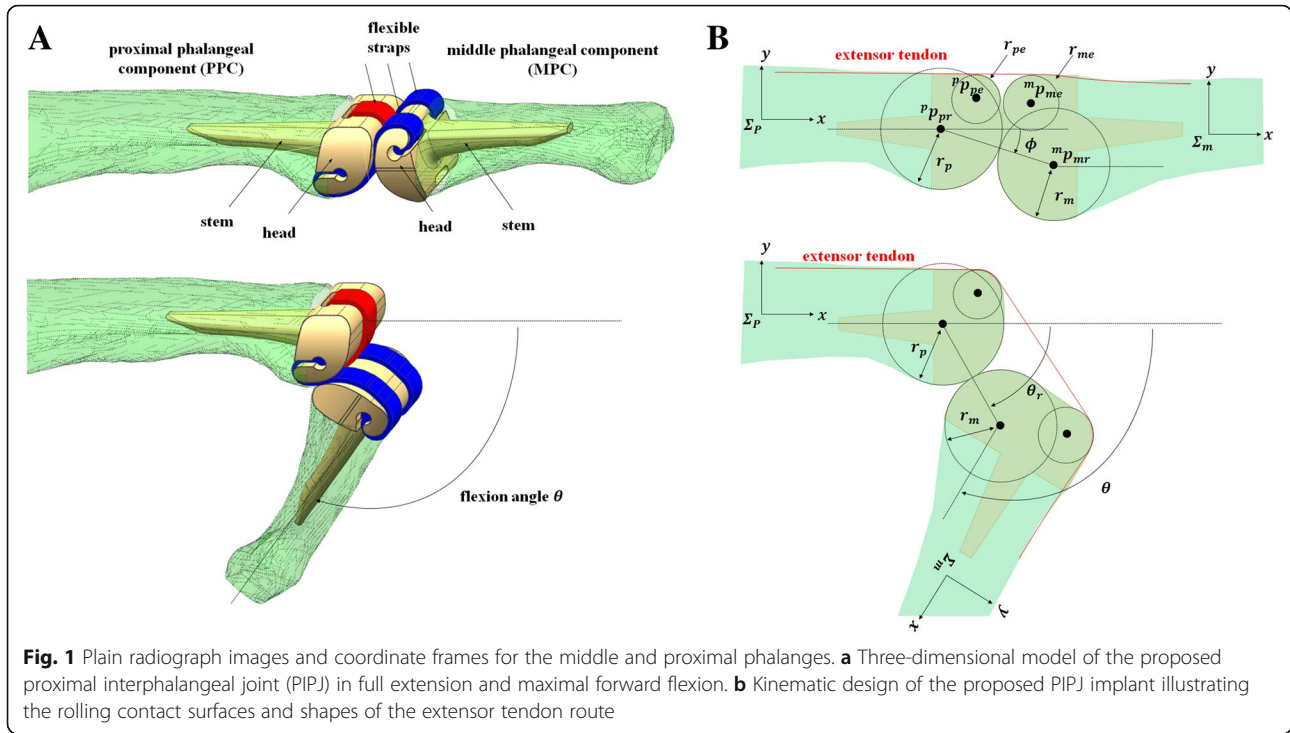 A
proximal phalangeal
component (PPC)
flexible
straps
middle phalangeal component
(MPC)
stem
head
head
stem
flexion angle θ
B
y
extensor tendon
r_pe
r_me
y
ᵖp_pe
ᵐp_me
ᵖp_pr
Σ_P
x
ϕ
Σ_m
x
r_p
ᵐp_mr
r_m
y
extensor tendon
Σ_P
x
r_p
θ_r
r_m
θ
Σ_m
x
y
Fig. 1 Plain radiograph images and coordinate frames for the middle and proximal phalanges. a Three-dimensional model of the proposed
proximal interphalangeal joint (PIPJ) in full extension and maximal forward flexion. b Kinematic design of the proposed PIPJ implant illustrating
the rolling contact surfaces and shapes of the extensor tendon route